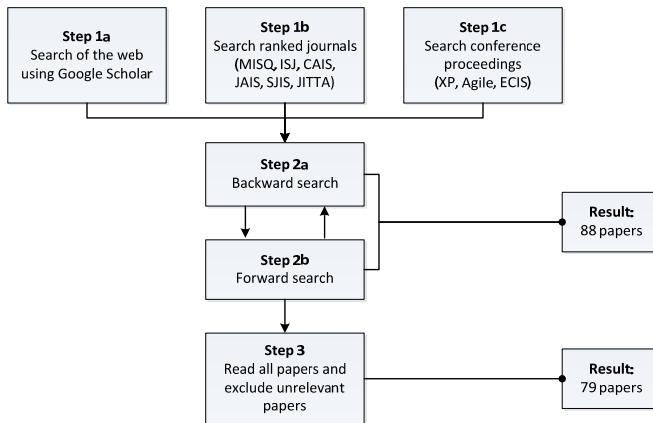 Step 1a
Search of the web
using Google Scholar
Step 1b
Search ranked journals
(MISQ, ISJ, CAIS,
JAIS, SJIS, JITTA)
Step 1c
Search conference
proceedings
(XP, Agile, ECIS)
Step 2a
Backward search
Result:
88 papers
Step 2b
Forward search
Step 3
Read all papers and
exclude unrelevant
papers
Result:
79 papers